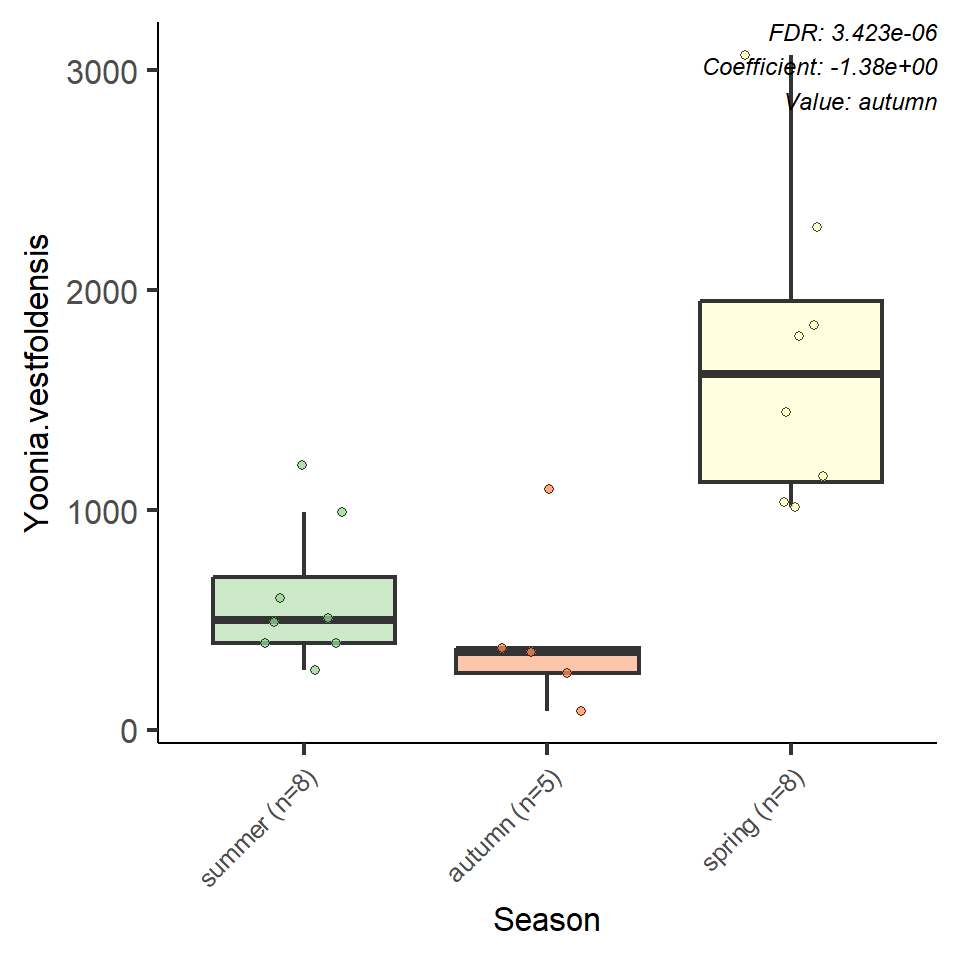 FDR: 3.423e-06
Coefficient: -1.38e+00
Value: autumn
3000
2000
1000
0
Yoonia.vestfoldensis
summer (n=8)
autumn (n=5)
spring (n=8)
Season